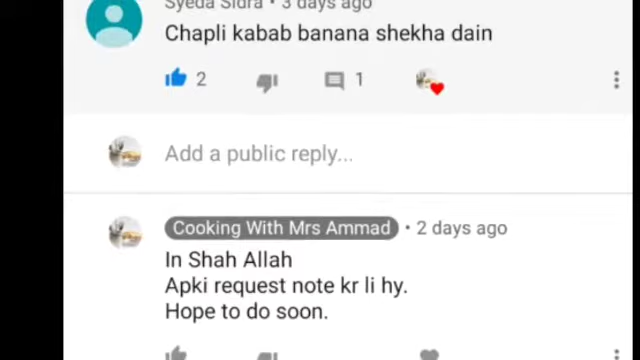 Syeda Sidra • 3 days ago
Chapli kabab banana shekha dain
2
1
Add a public reply...
Cooking With Mrs Ammad • 2 days ago
In Shah Allah
Apki request note kr li hy.
Hope to do soon.